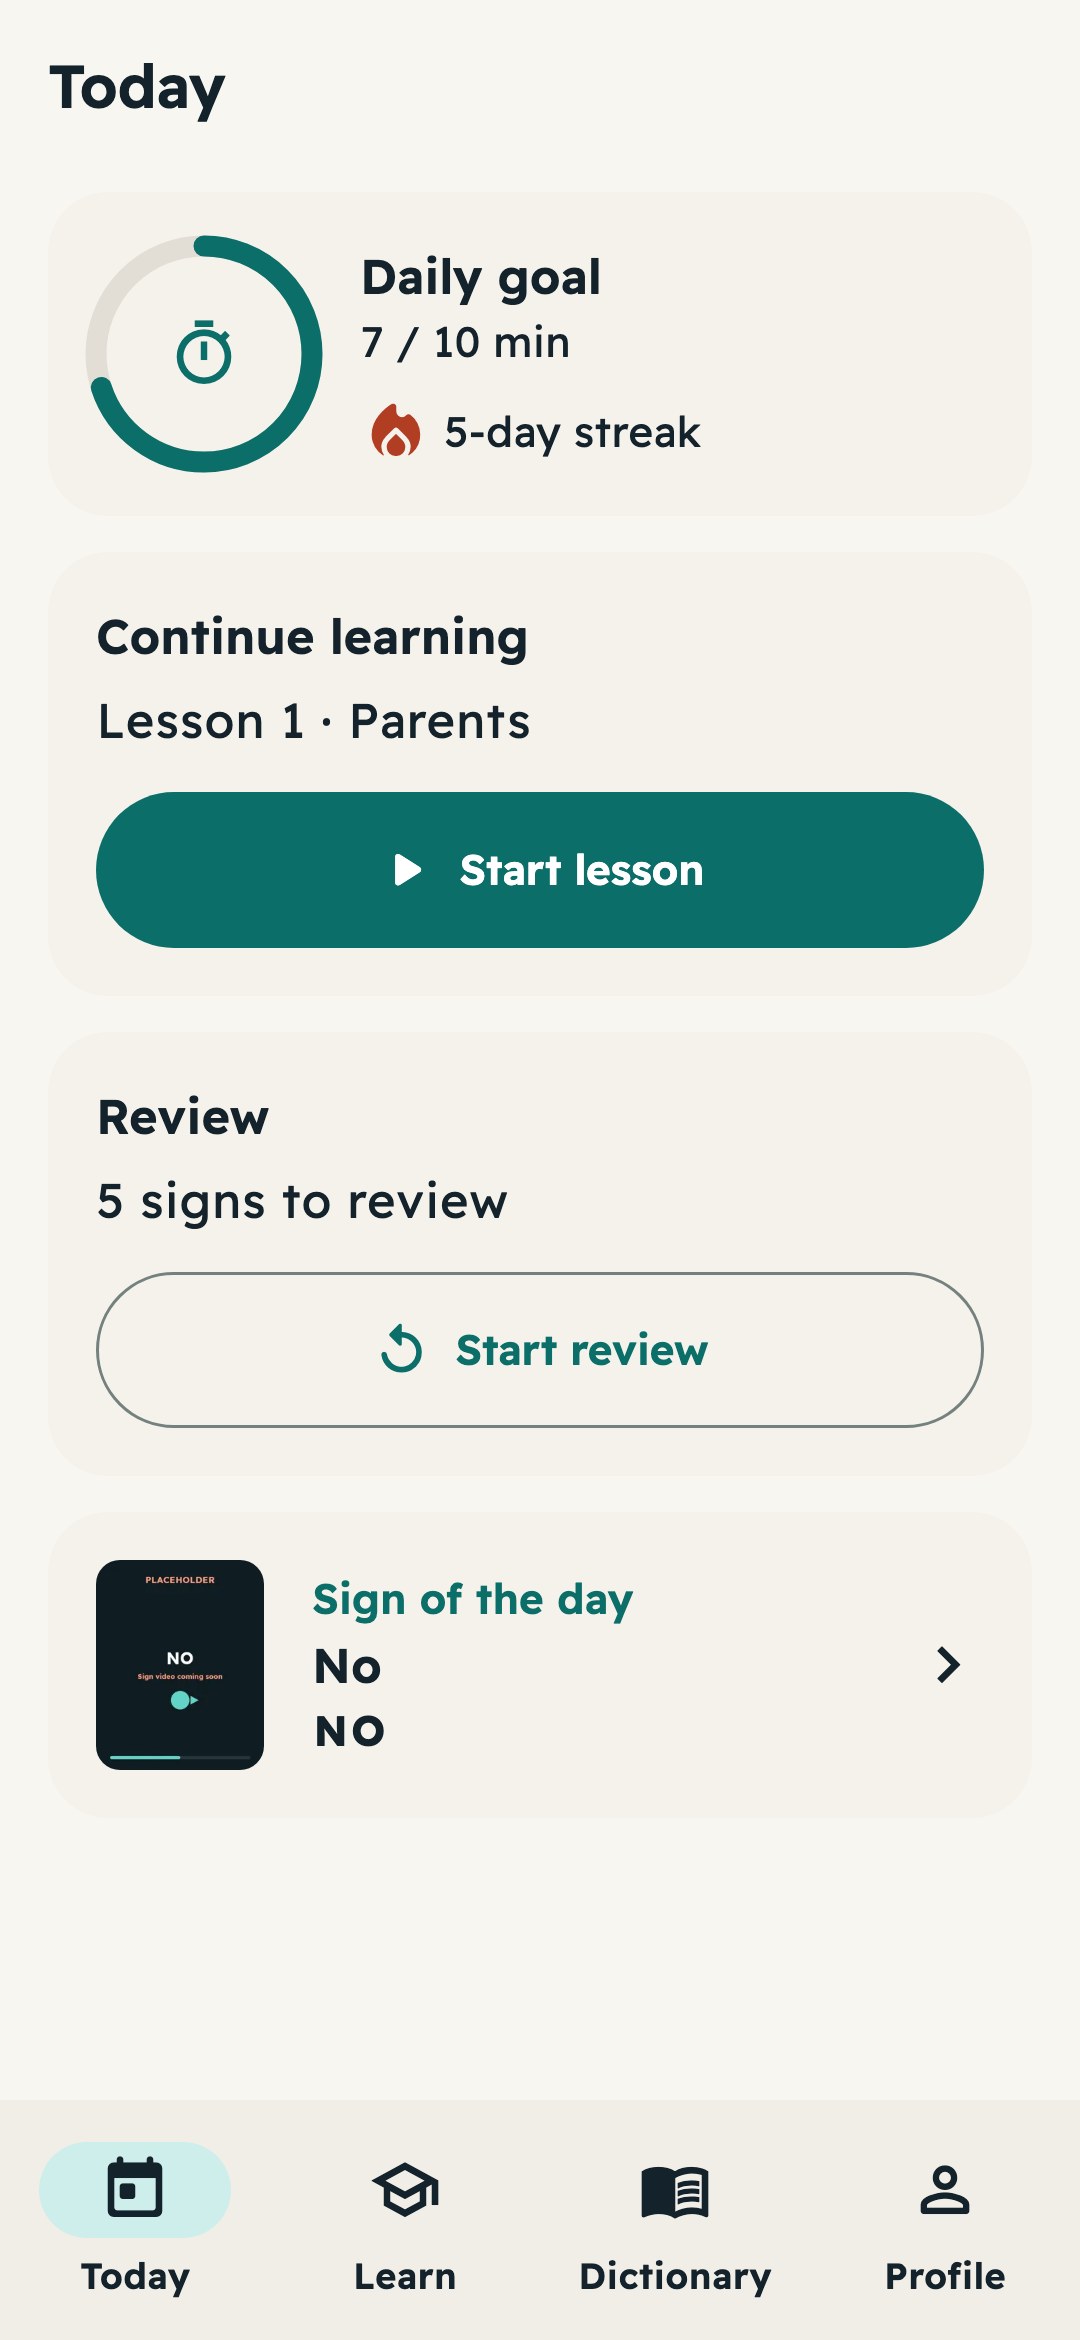 Today
Daily goal
7 / 10 min
5-day streak
Continue learning
Lesson 1 · Parents
Start lesson
Review
5 signs to review
Start review
PLACEHOLDER
NO
Sign video coming soon
Sign of the day
No
NO
Today
Learn
Dictionary
Profile